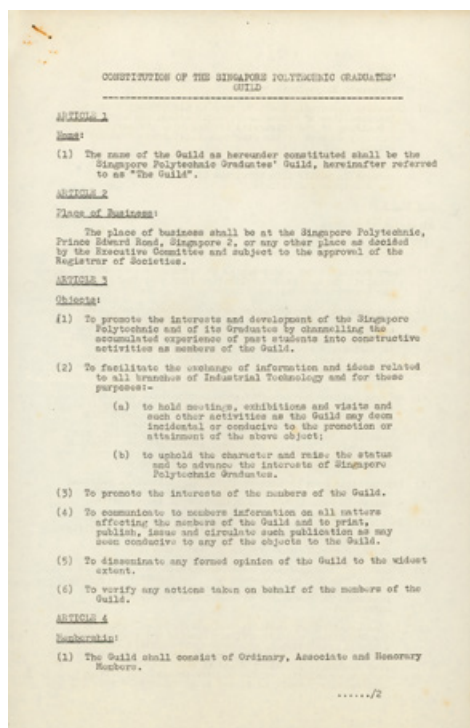 CONSTITUTION OF THE SINGAPORE POLYTECHNIC GRADUATES'
GUILD
ARTICLE 1
Name:
(1) The name of the Guild as hereunder constituted shall be the
Singapore Polytechnic Graduates' Guild, hereinafter referred
to as "The Guild".
ARTICLE 2
Place of Business:
The place of business shall be at the Singapore Polytechnic,
Prince Edward Road, Singapore 2, or any other place as decided
by the Executive Committee and subject to the approval of the
Registrar of Societies.
ARTICLE 3
Objects:
(1) To promote the interests and development of the Singapore
Polytechnic and of its Graduates by channelling the
accumulated experience of past students into constructive
activities as members of the Guild.
(2) To facilitate the exchange of information and ideas related
to all branches of Industrial Technology and for these
purposes:-
(a) to hold meetings, exhibitions and visits and
such other activities as the Guild may deem
incidental or conducive to the promotion or
attainment of the above object;
(b) to uphold the character and raise the status
and to advance the interests of Singapore
Polytechnic Graduates.
(3) To promote the interests of the members of the Guild.
(4) To communicate to members information on all matters
affecting the members of the Guild and to print,
publish, issue and circulate such publication as may
seem conducive to any of the objects to the Guild.
(5) To disseminate any formed opinion of the Guild to the widest
extent.
(6) To verify any actions taken on behalf of the members of the
Guild.
ARTICLE 4
Membership:
(1) The Guild shall consist of Ordinary, Associate and Honorary
Members.
....../2